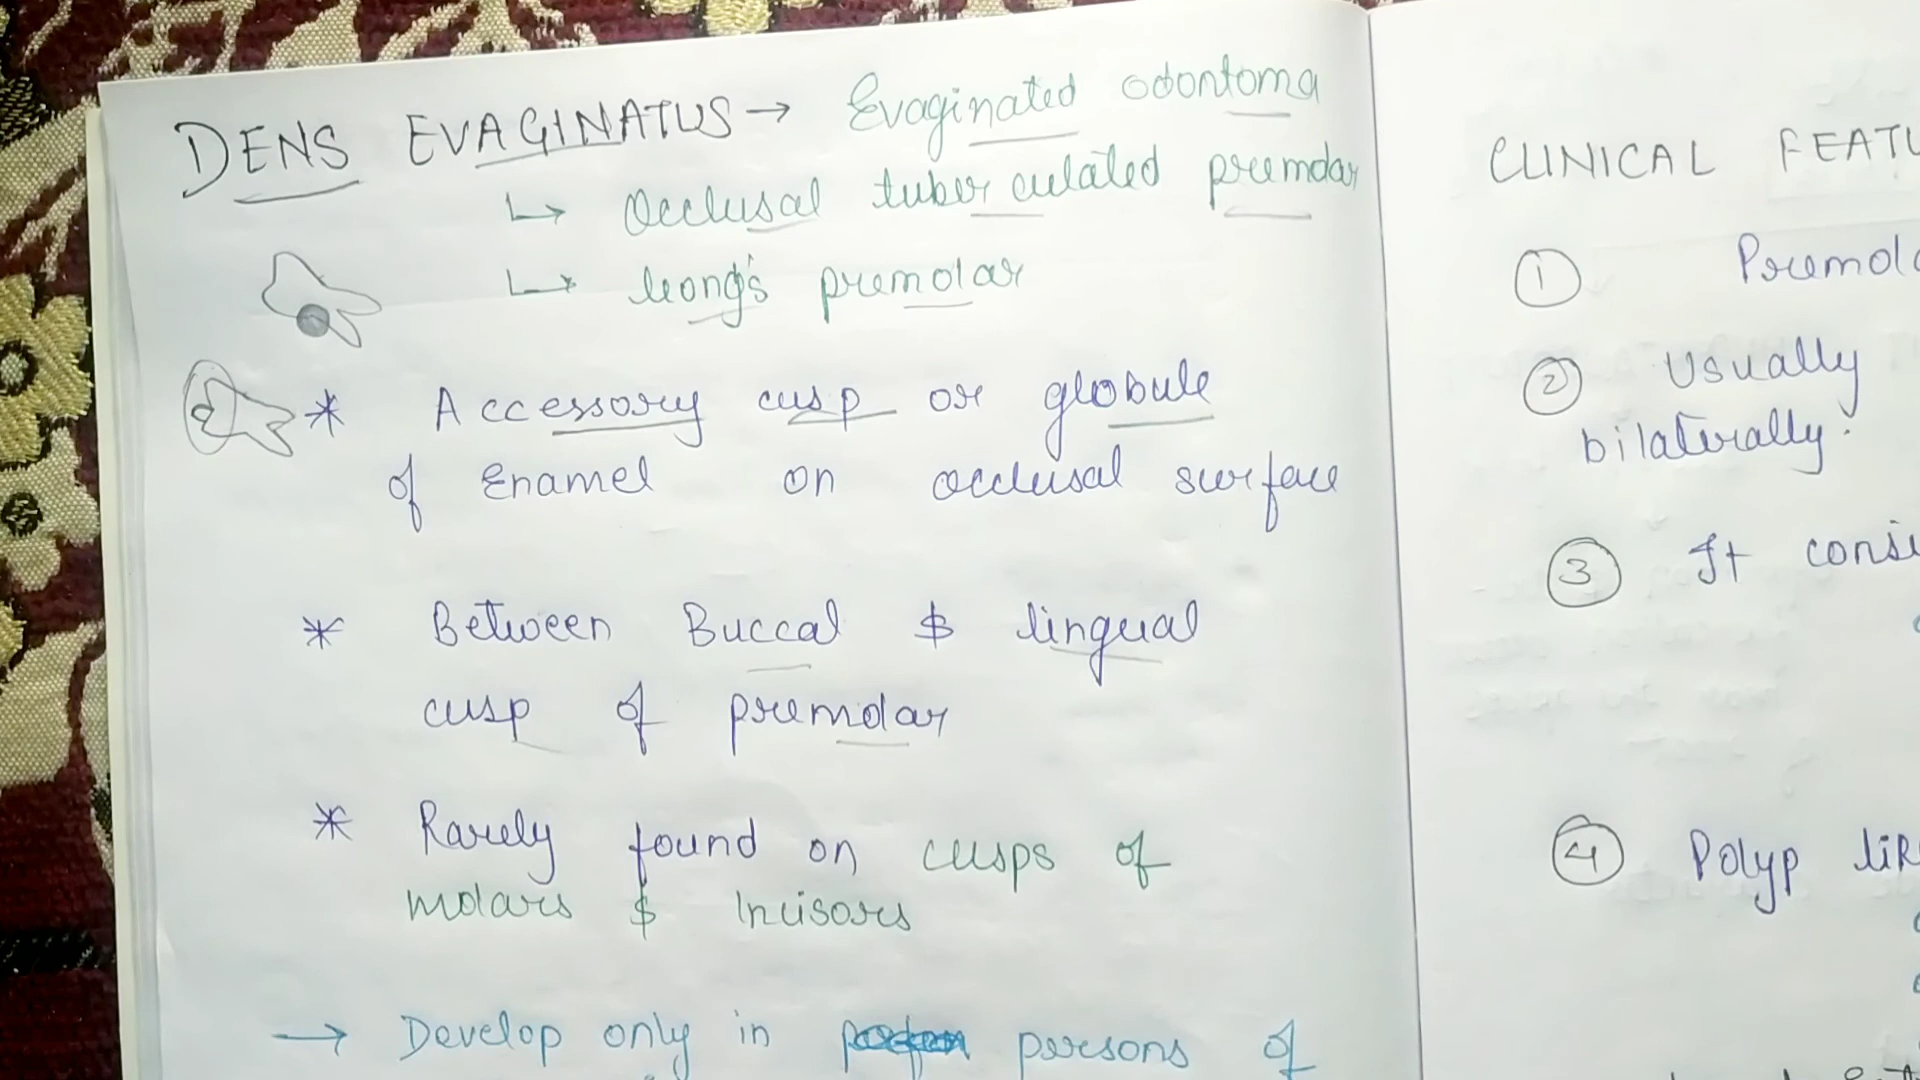 DENS EVAGINATUS → Evaginated odontoma
↳ Occlusal tuberculated premolar
↳ leong's premolar
* Accessory cusp or globule
of Enamel on occlusal surface
* Between Buccal & lingual
cusp of premolar
* Rarely found on cusps of
molars & Incisors
→ Develop only in persons of
CLINICAL FEATU
① Premola
② Usually
bilaterally.
③ It consi
④ Polyp lik